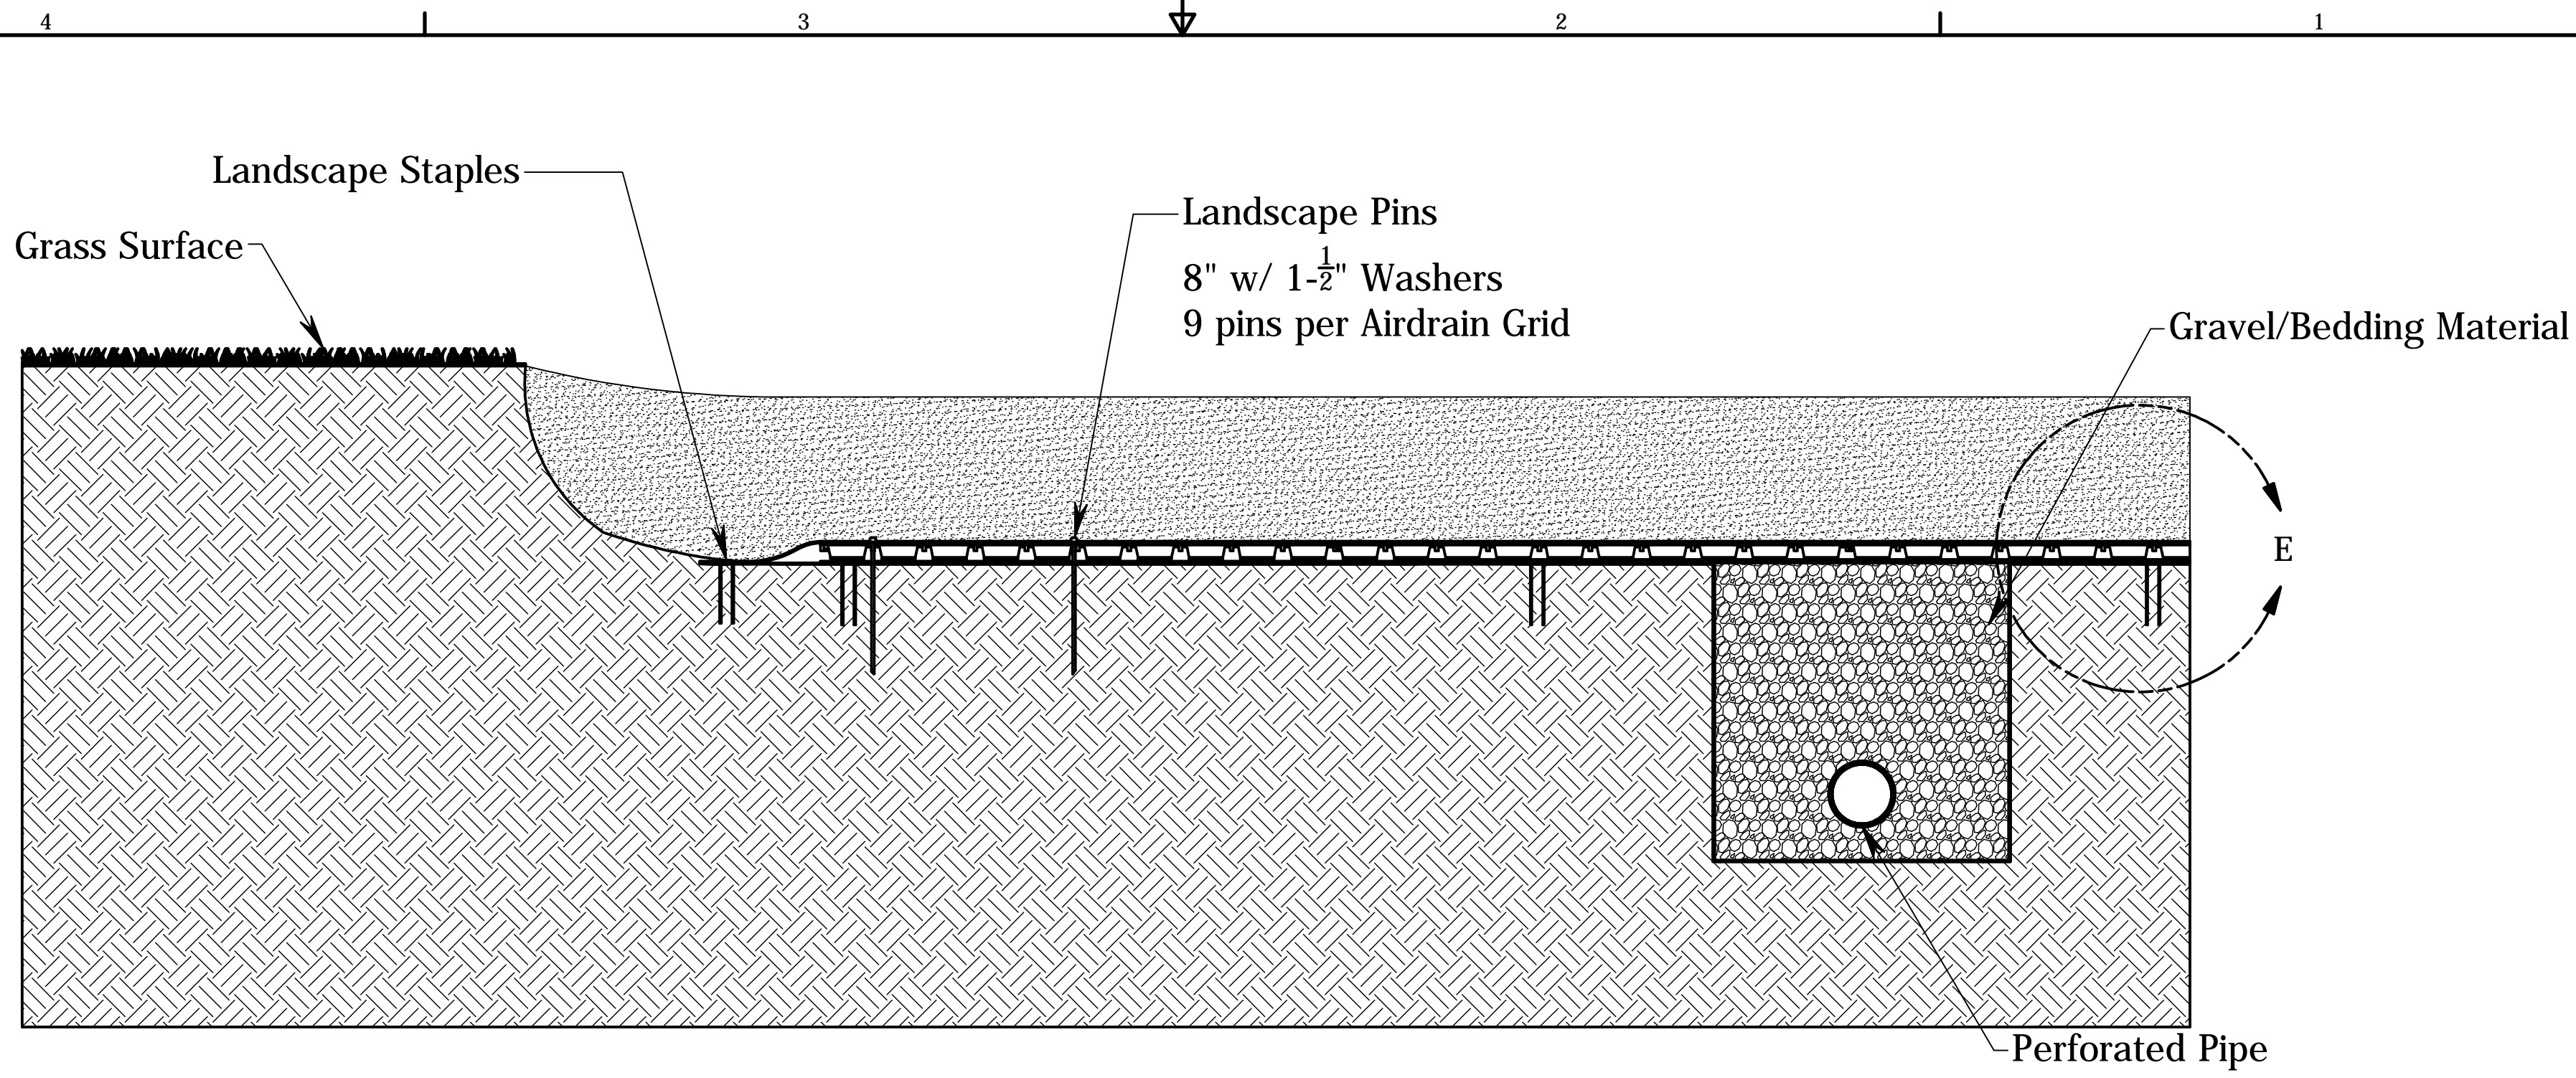 4 3 2 1
Landscape Staples
Landscape Pins
Grass Surface
8" w/ 1-1/2" Washers
9 pins per Airdrain Grid
Gravel/Bedding Material
E
Perforated Pipe